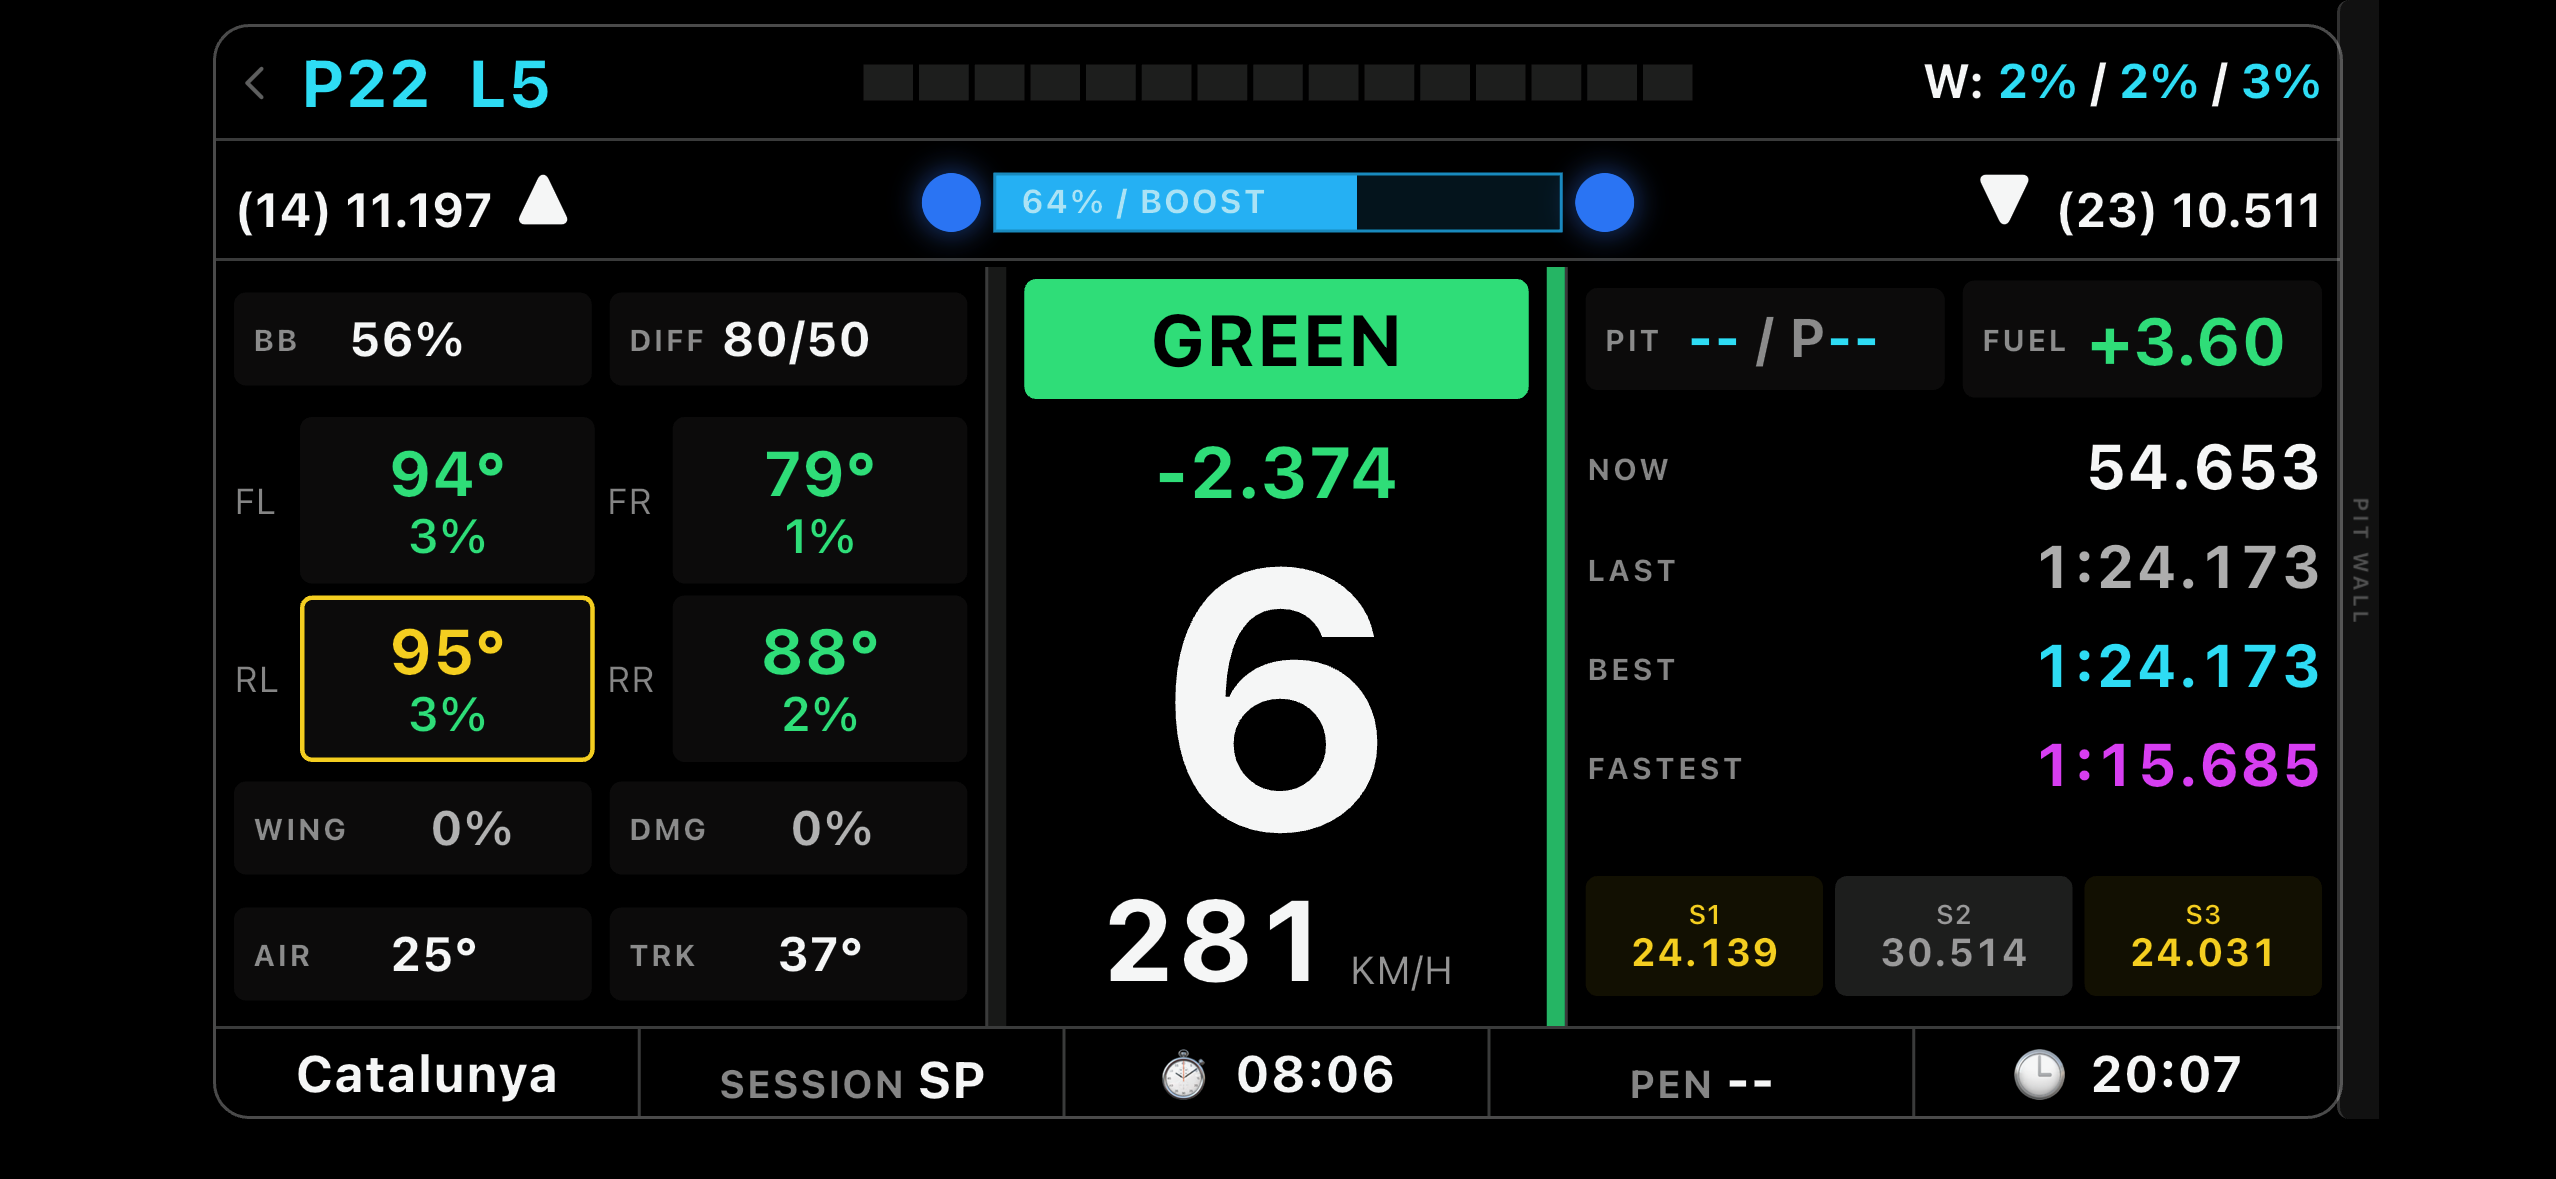 P22 L5
W: 2% / 2% / 3%
(14) 11.197
64% / BOOST
(23) 10.511
BB 56%
DIFF 80/50
FL 94° 3%
FR 79° 1%
RL 95° 3%
RR 88° 2%
WING 0%
DMG 0%
AIR 25°
TRK 37°
GREEN
-2.374
6
281 KM/H
PIT -- / P--
FUEL +3.60
NOW 54.653
LAST 1:24.173
BEST 1:24.173
FASTEST 1:15.685
S1 24.139
S2 30.514
S3 24.031
PIT WALL
Catalunya
SESSION SP
08:06
PEN --
20:07